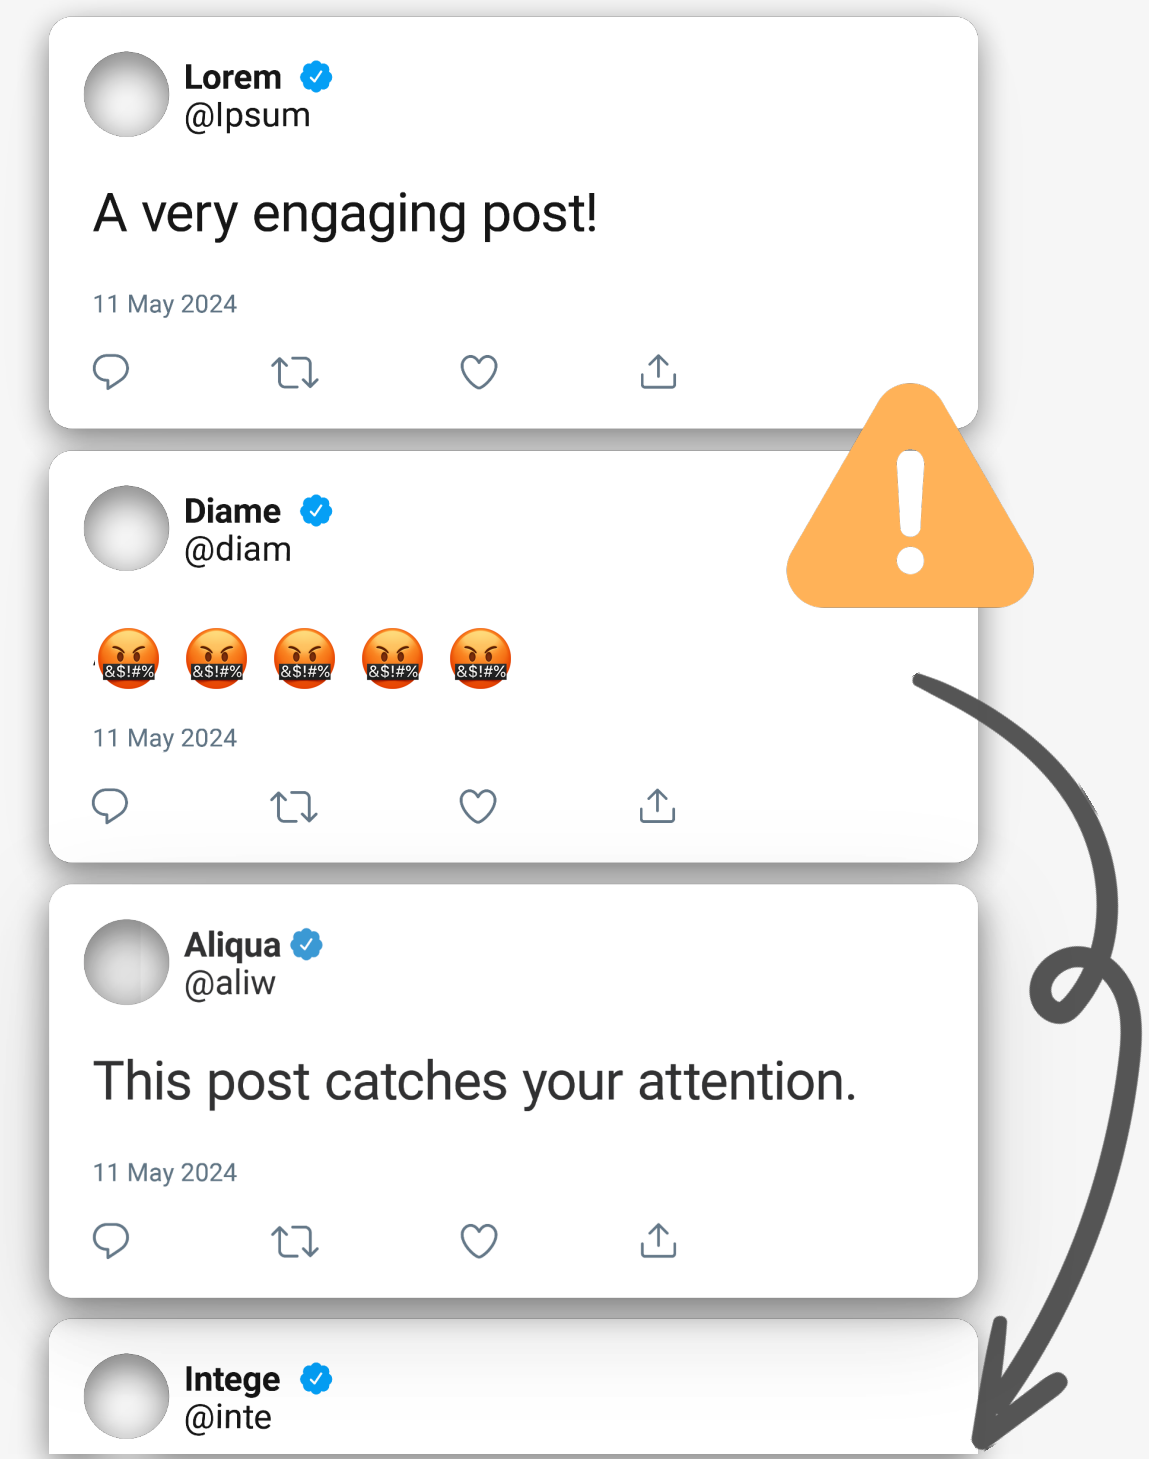 Lorem
@Ipsum
A very engaging post!
11 May 2024
Diame
@diam
&$!#% &$!#% &$!#% &$!#% &$!#%
11 May 2024
Aliqua
@aliw
This post catches your attention.
11 May 2024
Intege
@inte